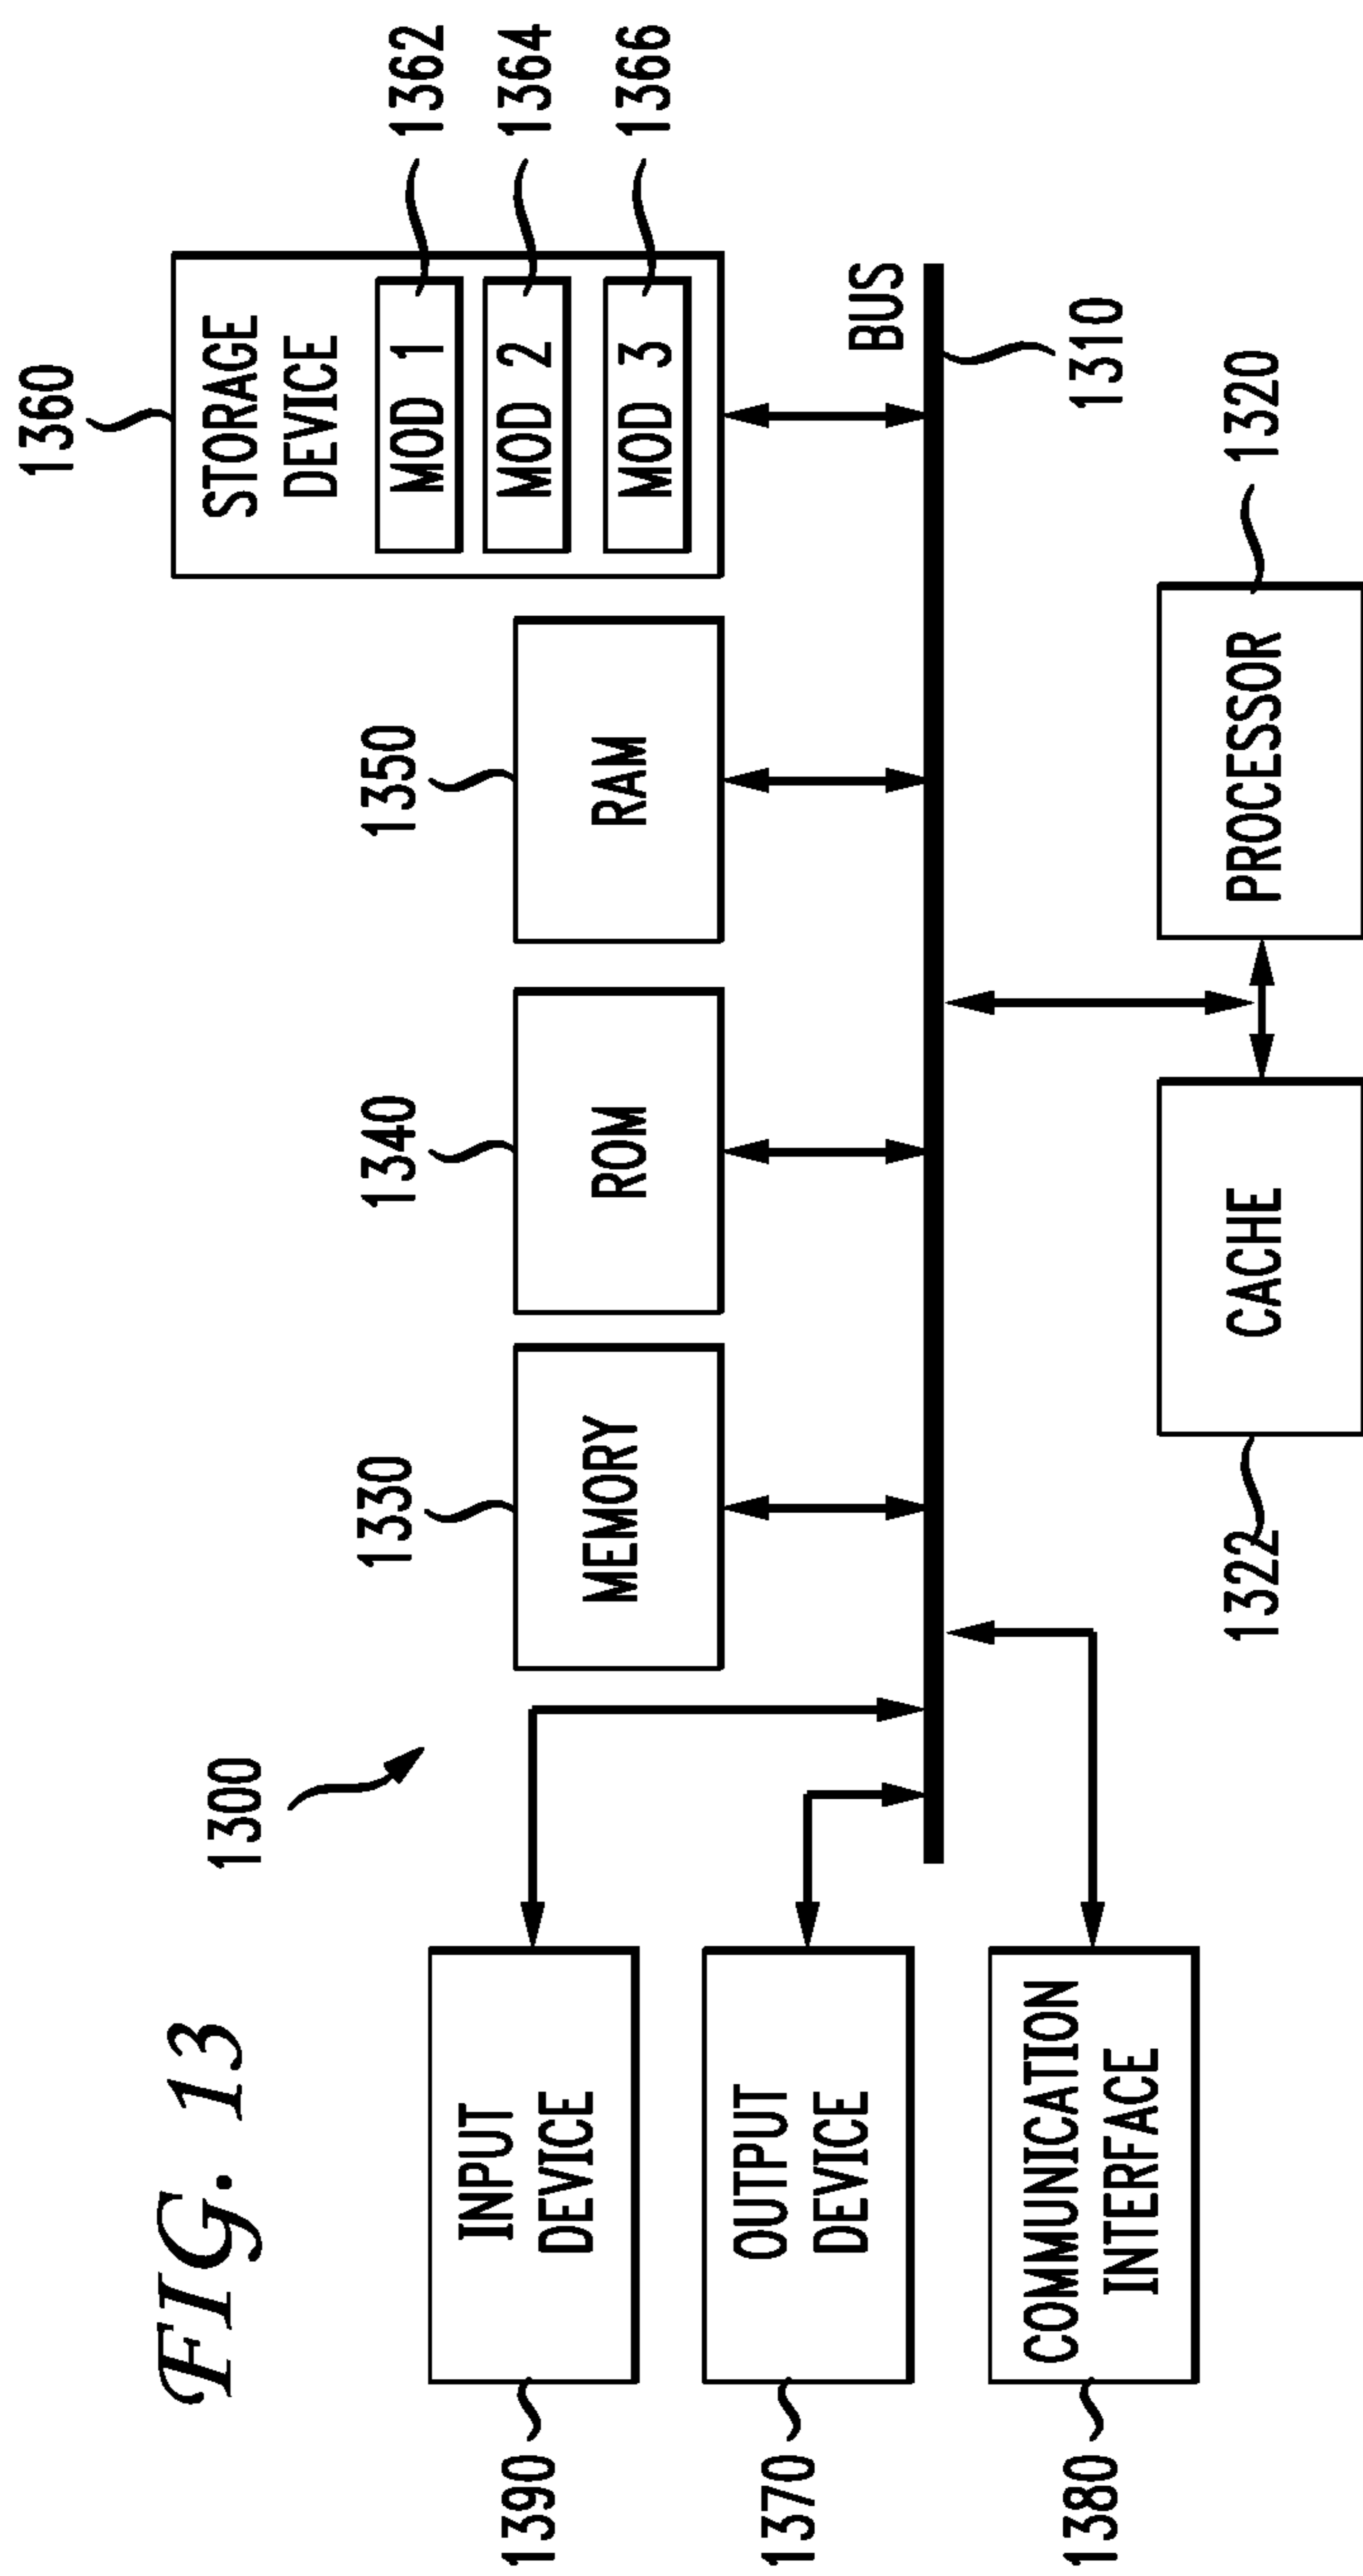 FIG. 13
1300
1360
STORAGE
DEVICE
MOD 1
1362
MOD 2
1364
MOD 3
1366
1330
MEMORY
1340
ROM
1350
RAM
1390
INPUT
DEVICE
1370
OUTPUT
DEVICE
1380
COMMUNICATION
INTERFACE
BUS
1310
1322
CACHE
PROCESSOR
1320